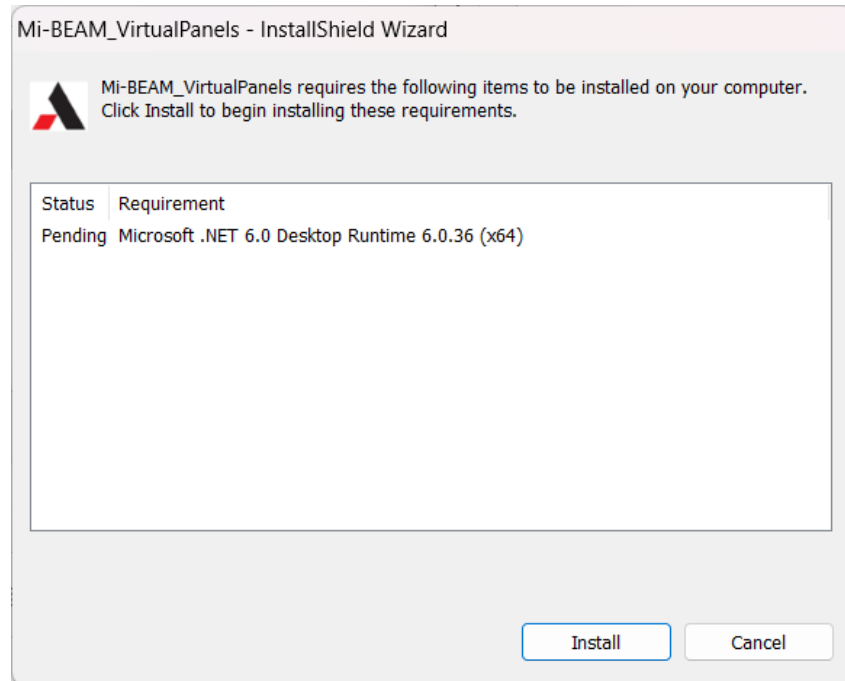 Mi-BEAM_VirtualPanels - InstallShield Wizard
Mi-BEAM_VirtualPanels requires the following items to be installed on your computer.
Click Install to begin installing these requirements.
Status Requirement
Pending Microsoft .NET 6.0 Desktop Runtime 6.0.36 (x64)
Install Cancel